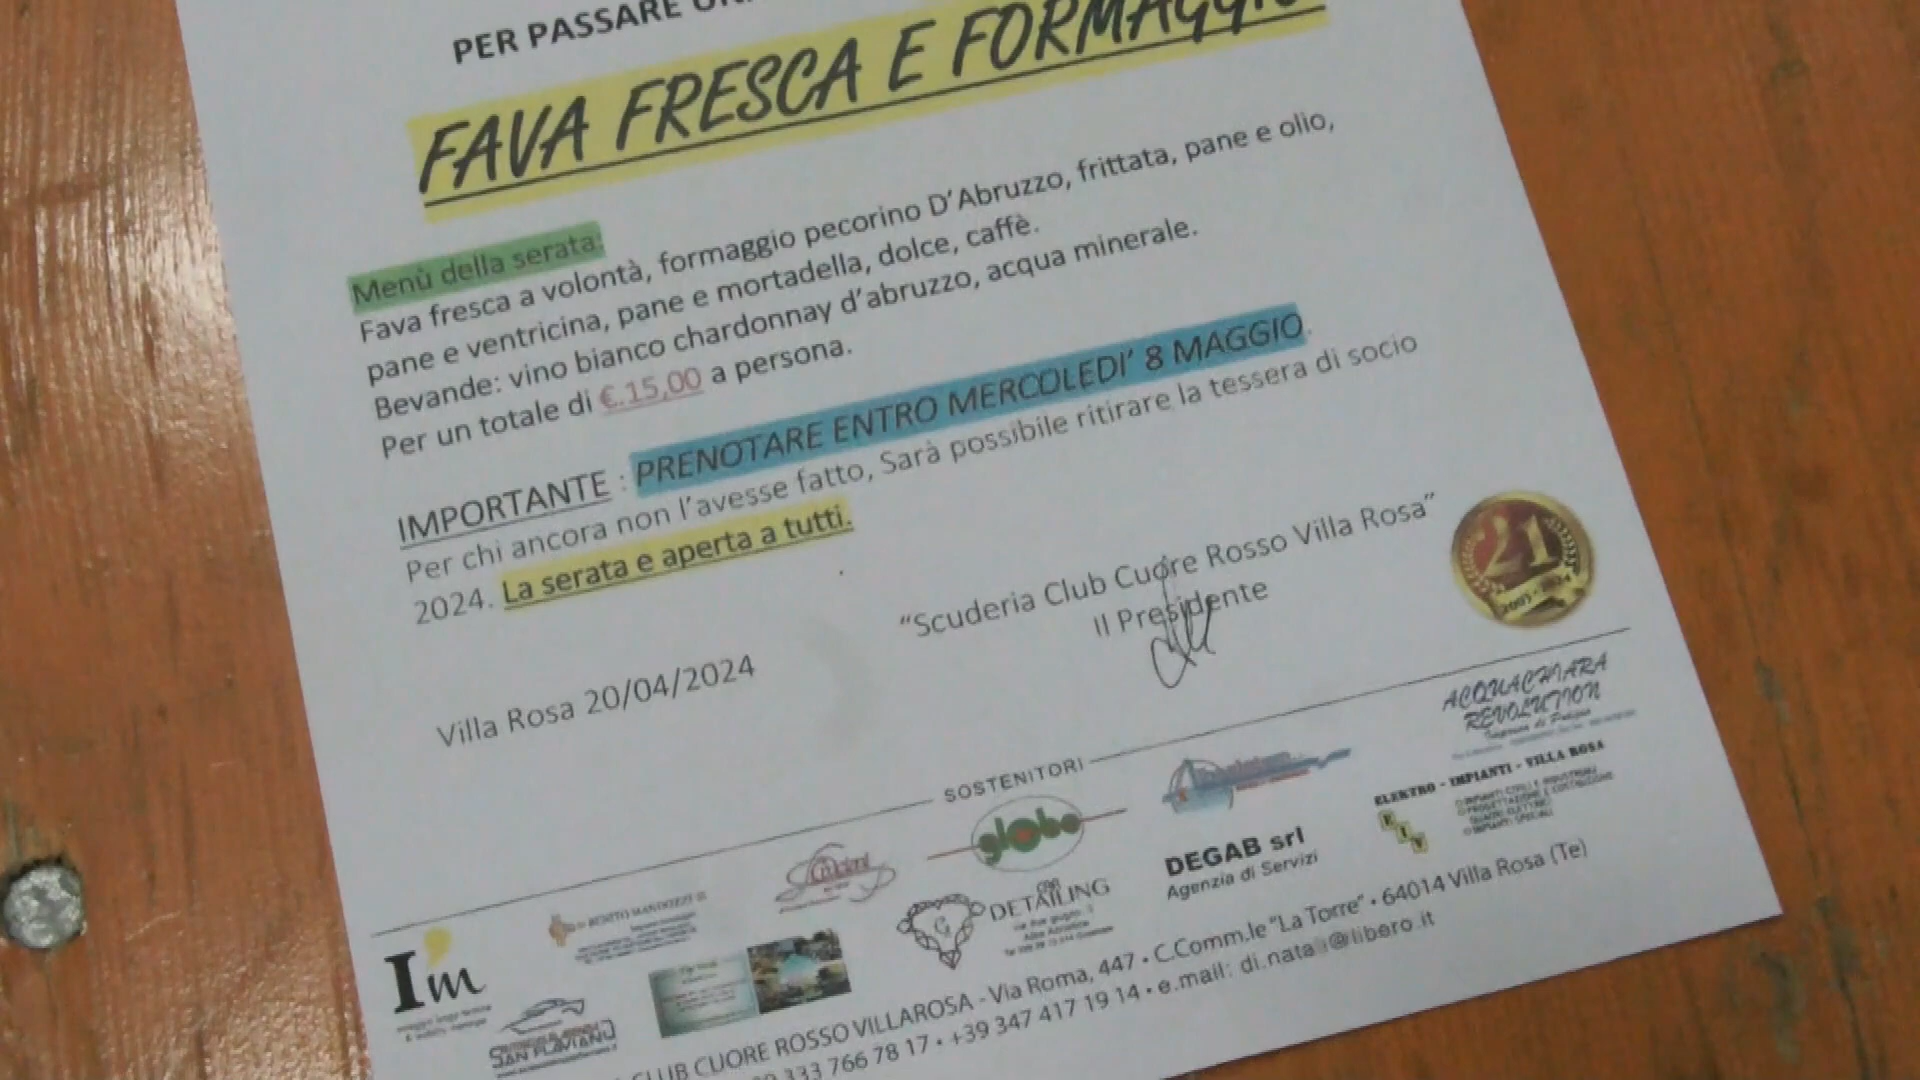 PER PASSARE
FAVA FRESCA E FORMAGGIO
Menù della serata:
Fava fresca a volontà, formaggio pecorino D'Abruzzo, frittata, pane e olio,
pane e ventricina, pane e mortadella, dolce, caffè.
Bevande: vino bianco chardonnay d'abruzzo, acqua minerale.
Per un totale di €.15,00 a persona.
IMPORTANTE : PRENOTARE ENTRO MERCOLEDI' 8 MAGGIO.
Per chi ancora non l'avesse fatto, Sarà possibile ritirare la tessera di socio
2024. La serata e aperta a tutti.
"Scuderia Club Cuore Rosso Villa Rosa"
Il Presidente
21
2003-2024
Villa Rosa 20/04/2024
SOSTENITORI
ACQUACHIARA
REVOLUTION
globo
ELEKTRO - IMPIANTI - VILLA ROSA
E I V
DEGAB srl
Agenzia di Servizi
CAR
DETAILING
BENITO MANDOZZI
I'm
SAN FLAVIANO
CLUB CUORE ROSSO VILLAROSA - Via Roma, 447 • C.Comm.le "La Torre" • 64014 Villa Rosa (Te)
333 766 78 17 • +39 347 417 19 14 • e.mail: @libero.it